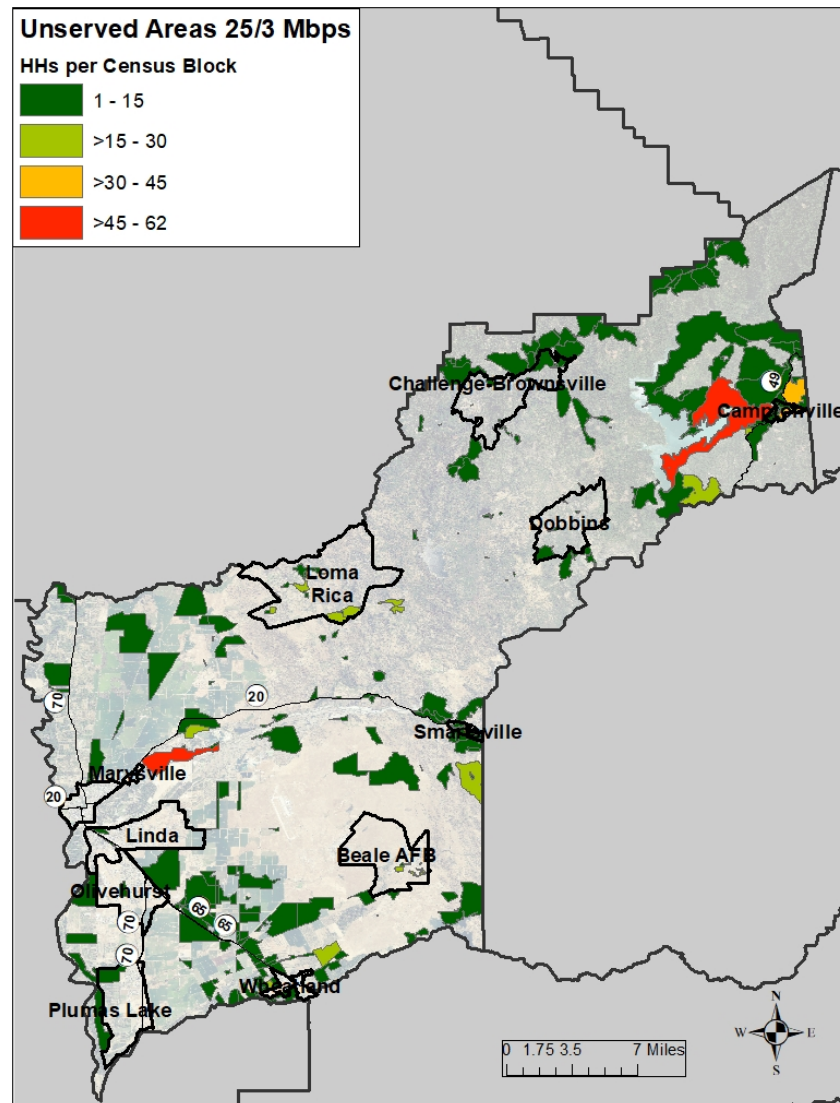 Unserved Areas 25/3 Mbps
HHs per Census Block
1 - 15
>15 - 30
>30 - 45
>45 - 62
49
Challenge-Brownsville
Camptonville
Dobbins
Loma
Rica
20
70
Smartsville
Marysville
20
Linda
Beale AFB
Olivehurst
65
65
70
70
Wheatland
Plumas Lake
N
W
E
S
0 1.75 3.5 7 Miles